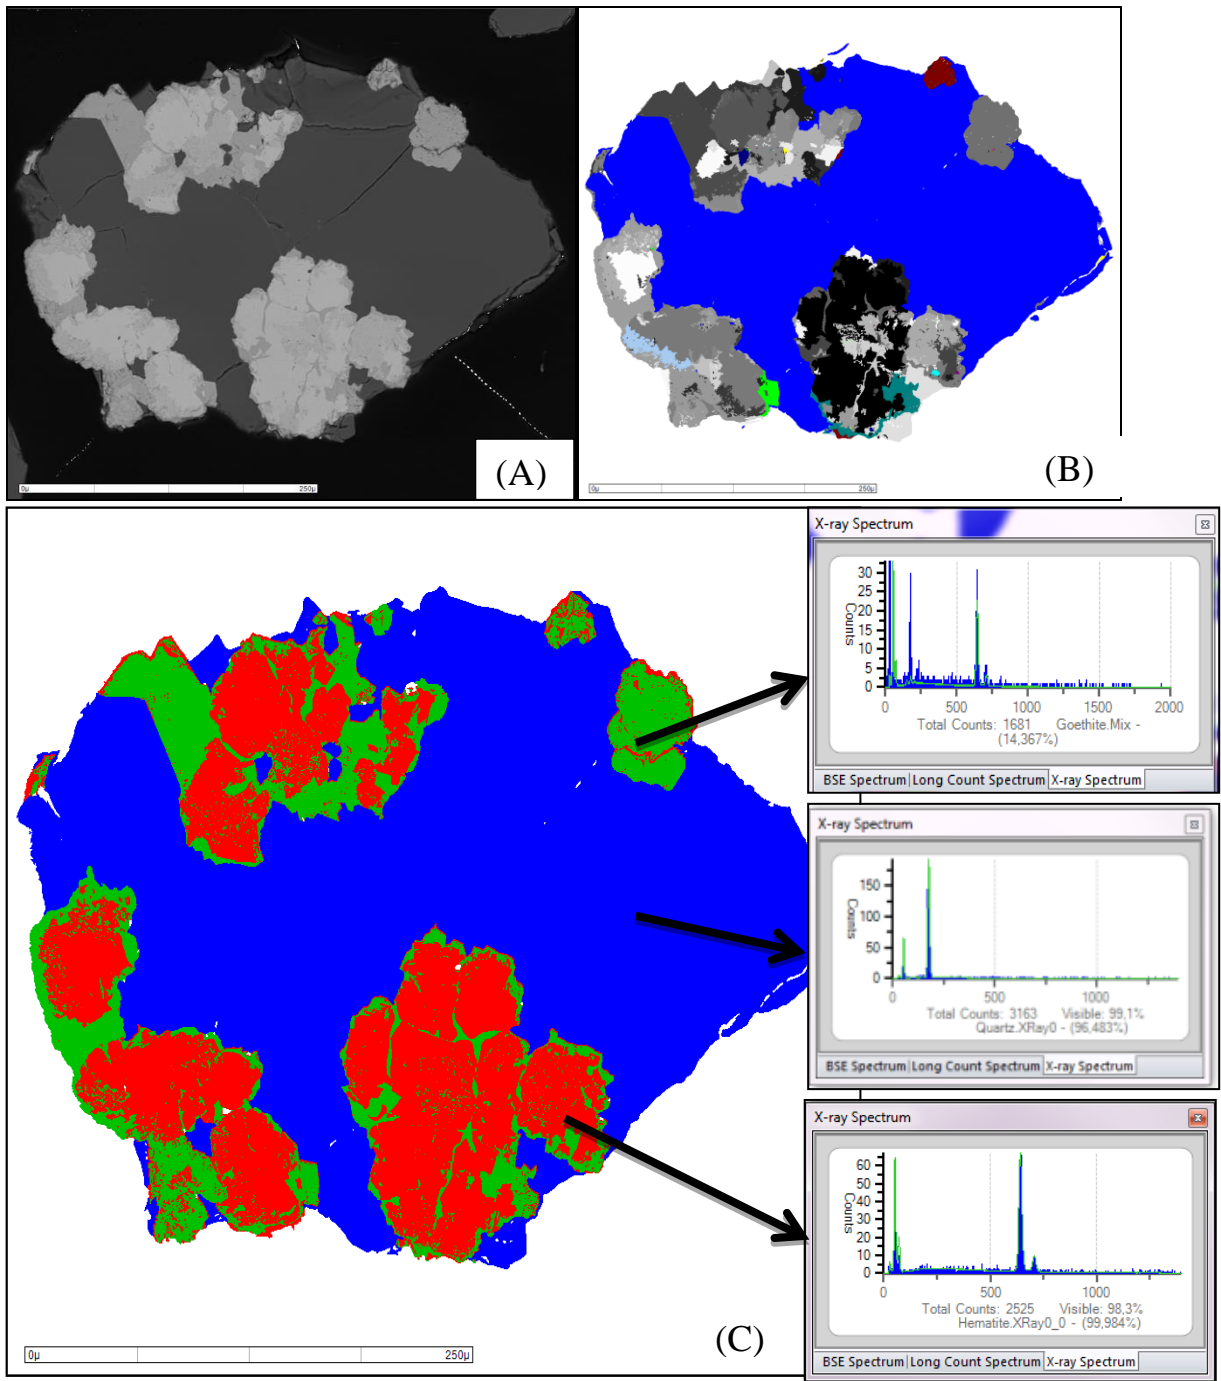 (A)
0μ 250μ
(B)
0μ 250μ
X-ray Spectrum
30
25
20
15
10
5
0
Counts
0 500 1000 1500 2000
Total Counts: 1681 Goethite.Mix -
(14,367%)
BSE Spectrum Long Count Spectrum X-ray Spectrum
X-ray Spectrum
150
100
50
0
Counts
0 500 1000
Total Counts: 3163 Visible: 99,1%
Quartz.XRay0 - (96,483%)
BSE Spectrum Long Count Spectrum X-ray Spectrum
X-ray Spectrum
60
50
40
30
20
10
0
Counts
0 500 1000
Total Counts: 2525 Visible: 98,3%
Hematite.XRay0_0 - (99,984%)
BSE Spectrum Long Count Spectrum X-ray Spectrum
(C)
0μ 250μ